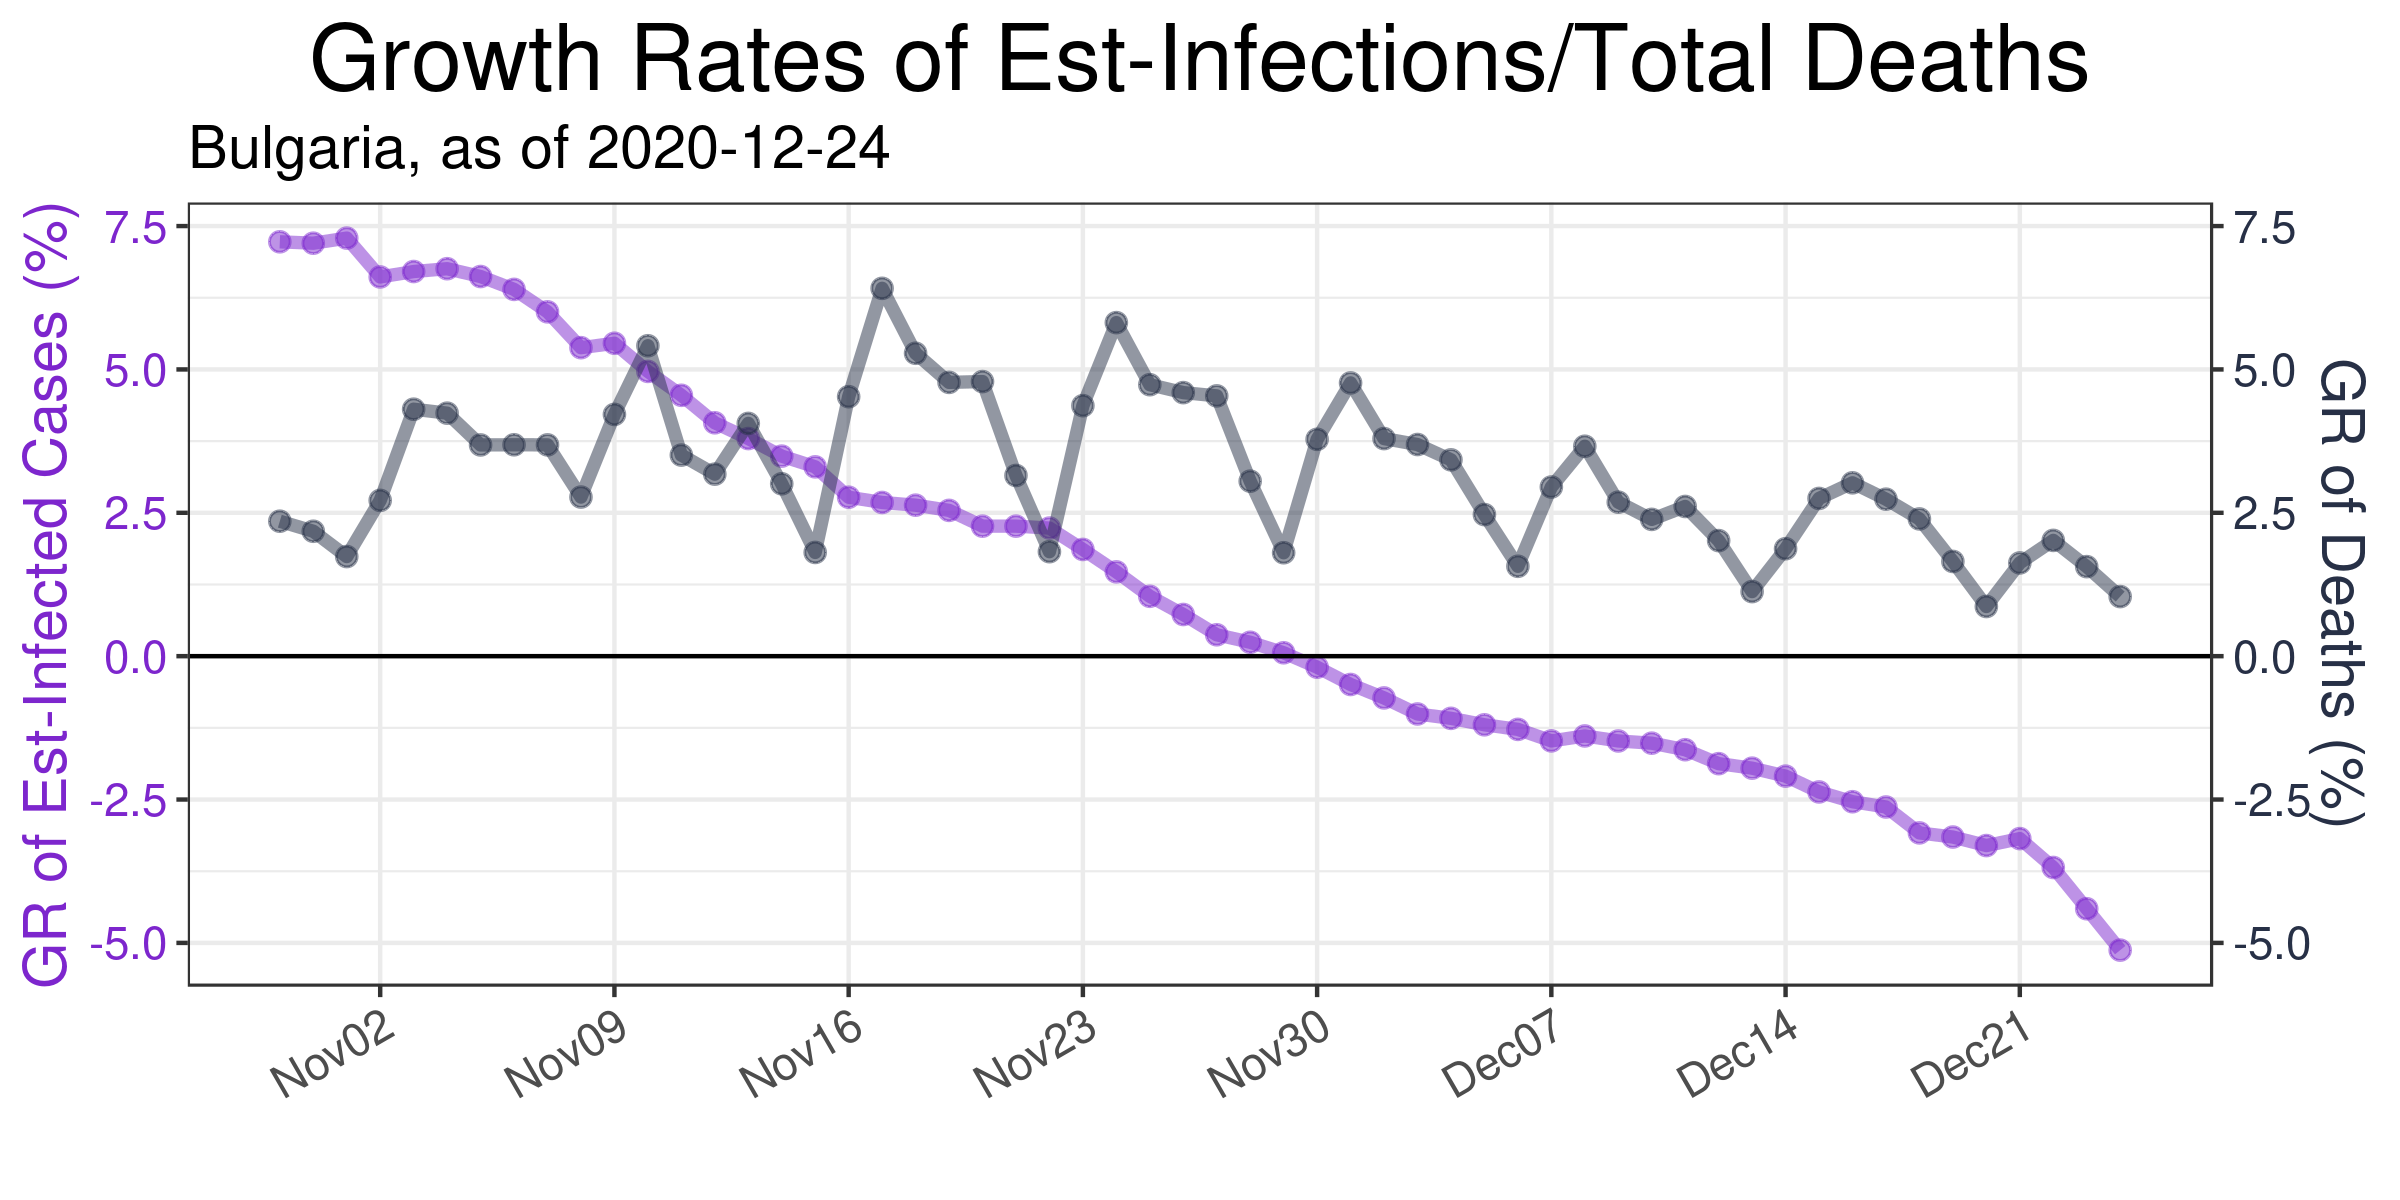 Growth Rates of Est-Infections/Total Deaths
Bulgaria, as of 2020-12-24
GR of Est-Infected Cases (%)
7.5
5.0
2.5
0.0
-2.5
-5.0
7.5
5.0
2.5
0.0
-2.5
-5.0
GR of Deaths (%)
Nov02
Nov09
Nov16
Nov23
Nov30
Dec07
Dec14
Dec21